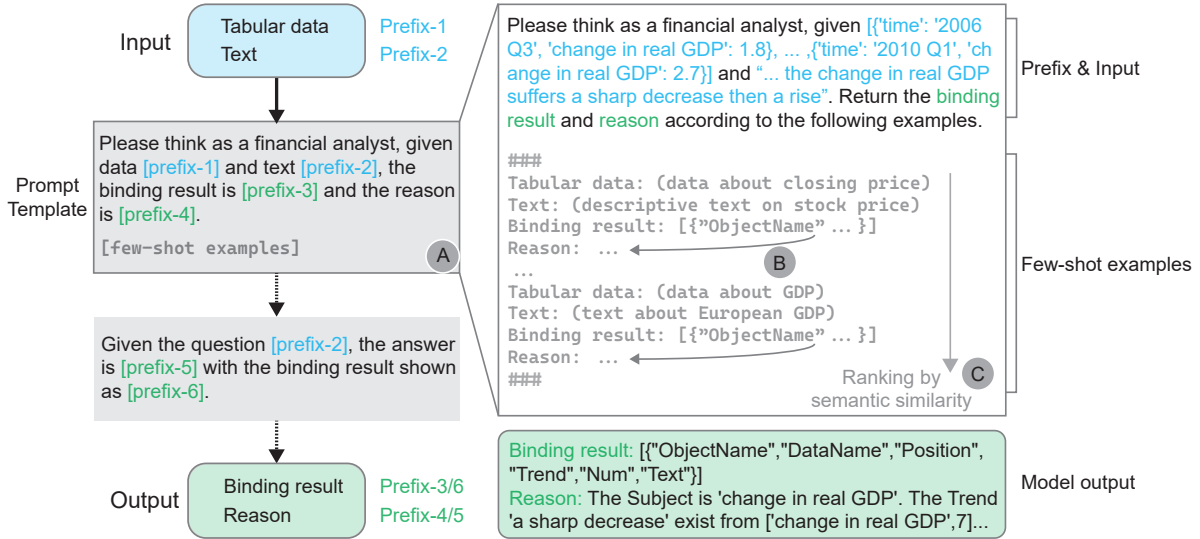 Input
Tabular data
Text
Prefix-1
Prefix-2
Prompt
Template
Please think as a financial analyst, given
data [prefix-1] and text [prefix-2], the
binding result is [prefix-3] and the reason
is [prefix-4].
[few-shot examples]
A
Given the question [prefix-2], the answer
is [prefix-5] with the binding result shown
as [prefix-6].
Output
Binding result
Reason
Prefix-3/6
Prefix-4/5
Please think as a financial analyst, given [{'time': '2006
Q3', 'change in real GDP': 1.8}, ... ,{'time': '2010 Q1', 'ch
ange in real GDP': 2.7}] and “... the change in real GDP
suffers a sharp decrease then a rise”. Return the binding
result and reason according to the following examples.
###
Tabular data: (data about closing price)
Text: (descriptive text on stock price)
Binding result: [{”ObjectName” ... }]
Reason: ...
B
...
Tabular data: (data about GDP)
Text: (text about European GDP)
Binding result: [{”ObjectName” ... }]
Reason: ...
###
C
Ranking by
semantic similarity
Prefix & Input
Few-shot examples
Binding result: [{"ObjectName","DataName","Position",
"Trend","Num","Text"}]
Reason: The Subject is 'change in real GDP'. The Trend
'a sharp decrease' exist from ['change in real GDP',7]...
Model output